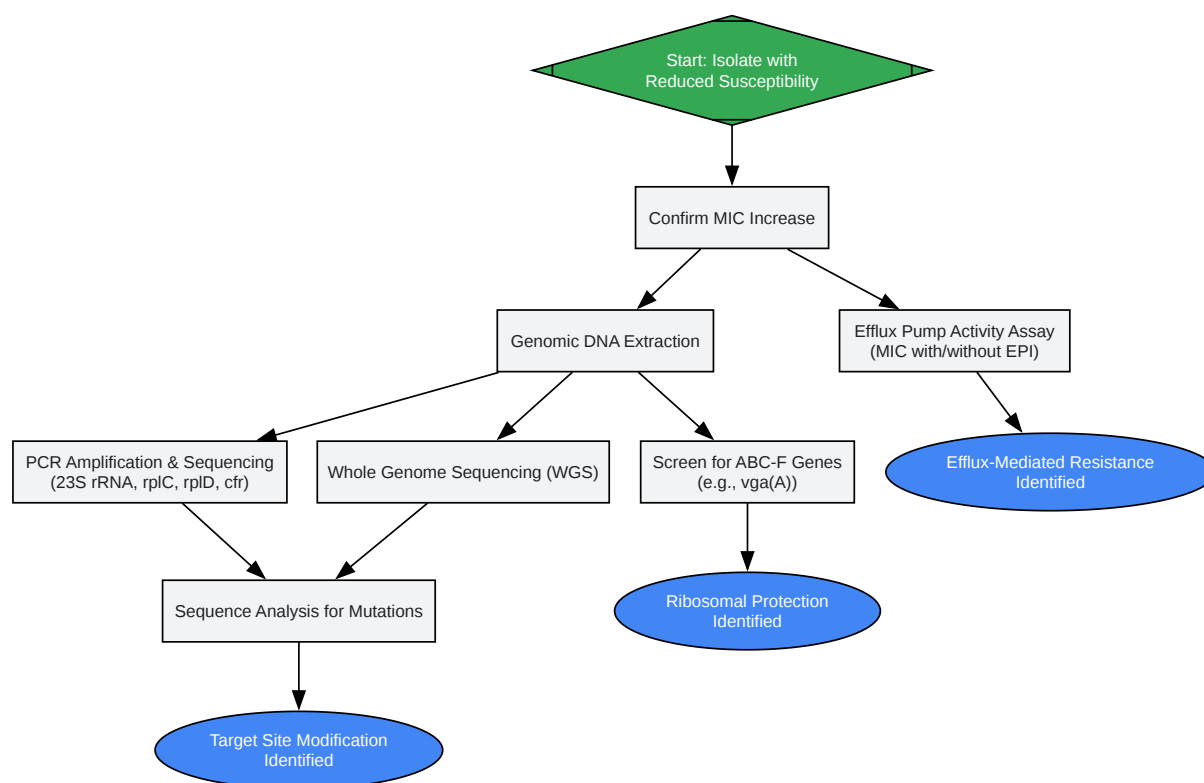 Start: Isolate with
Reduced Susceptibility
Confirm MIC Increase
Genomic DNA Extraction
Efflux Pump Activity Assay
(MIC with/without EPI)
PCR Amplification & Sequencing
(23S rRNA, rplC, rplD, cfr)
Whole Genome Sequencing (WGS)
Screen for ABC-F Genes
(e.g., vga(A))
Efflux-Mediated Resistance
Identified
Sequence Analysis for Mutations
Ribosomal Protection
Identified
Target Site Modification
Identified